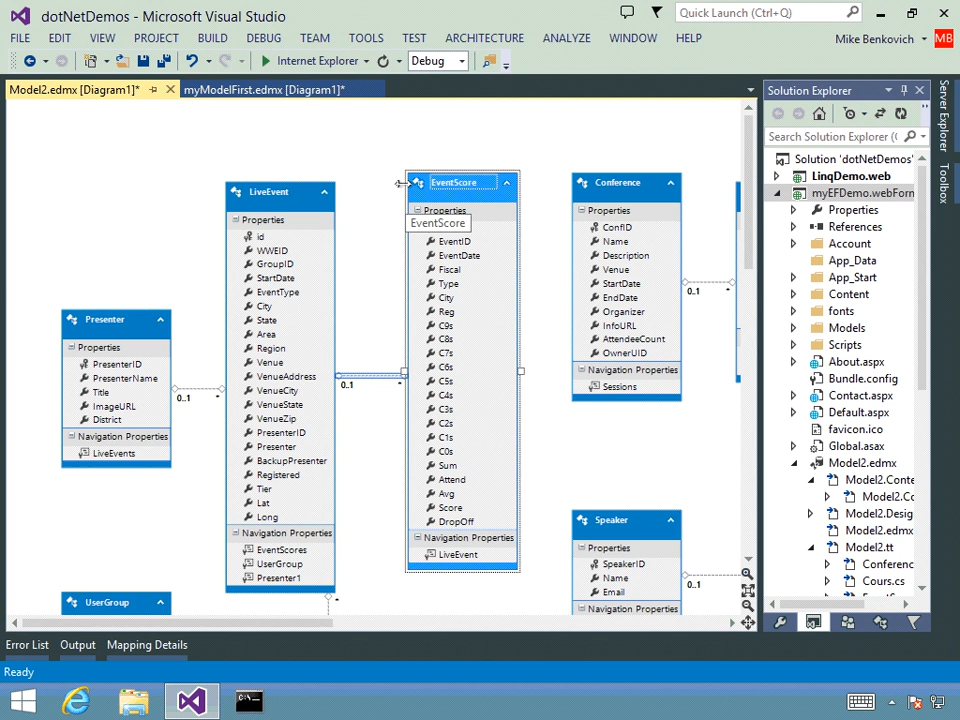 dotNetDemos - Microsoft Visual Studio
Quick Launch (Ctrl+Q)
FILE EDIT VIEW PROJECT BUILD DEBUG TEAM TOOLS TEST ARCHITECTURE ANALYZE WINDOW HELP
Mike Benkovich
MB
Internet Explorer
Debug
Model2.edmx [Diagram1]*
myModelFirst.edmx [Diagram1]*
Presenter
Properties
PresenterID
PresenterName
Title
ImageURL
District
Navigation Properties
LiveEvents
0..1
*
UserGroup
LiveEvent
Properties
id
WWEID
GroupID
StartDate
EventType
City
State
Area
Region
Venue
VenueAddress
VenueCity
VenueState
VenueZip
PresenterID
Presenter
BackupPresenter
Registered
Tier
Lat
Long
Navigation Properties
EventScores
UserGroup
Presenter1
*
0..1
*
EventScore
Properties
EventScore
EventID
EventDate
Fiscal
Type
City
Reg
C9s
C8s
C7s
C6s
C5s
C4s
C3s
C2s
C1s
C0s
Sum
Attend
Avg
Score
DropOff
Navigation Properties
LiveEvent
Conference
Properties
ConfID
Name
Description
Venue
StartDate
EndDate
Organizer
InfoURL
AttendeeCount
OwnerUID
Navigation Properties
Sessions
0..1
*
Speaker
Properties
SpeakerID
Name
Email
Navigation Properties
0..1
*
Solution Explorer
Search Solution Explorer (
Solution 'dotNetDemos'
LinqDemo.web
myEFDemo.webForm
Properties
References
Account
App_Data
App_Start
Content
fonts
Models
Scripts
About.aspx
Bundle.config
Contact.aspx
Default.aspx
favicon.ico
Global.asax
Model2.edmx
Model2.Conte
Model2.Co
Model2.Desig
Model2.edmx
Model2.tt
Conferenc
Cours.cs
Server Explorer
Toolbox
Error List
Output
Mapping Details
Ready